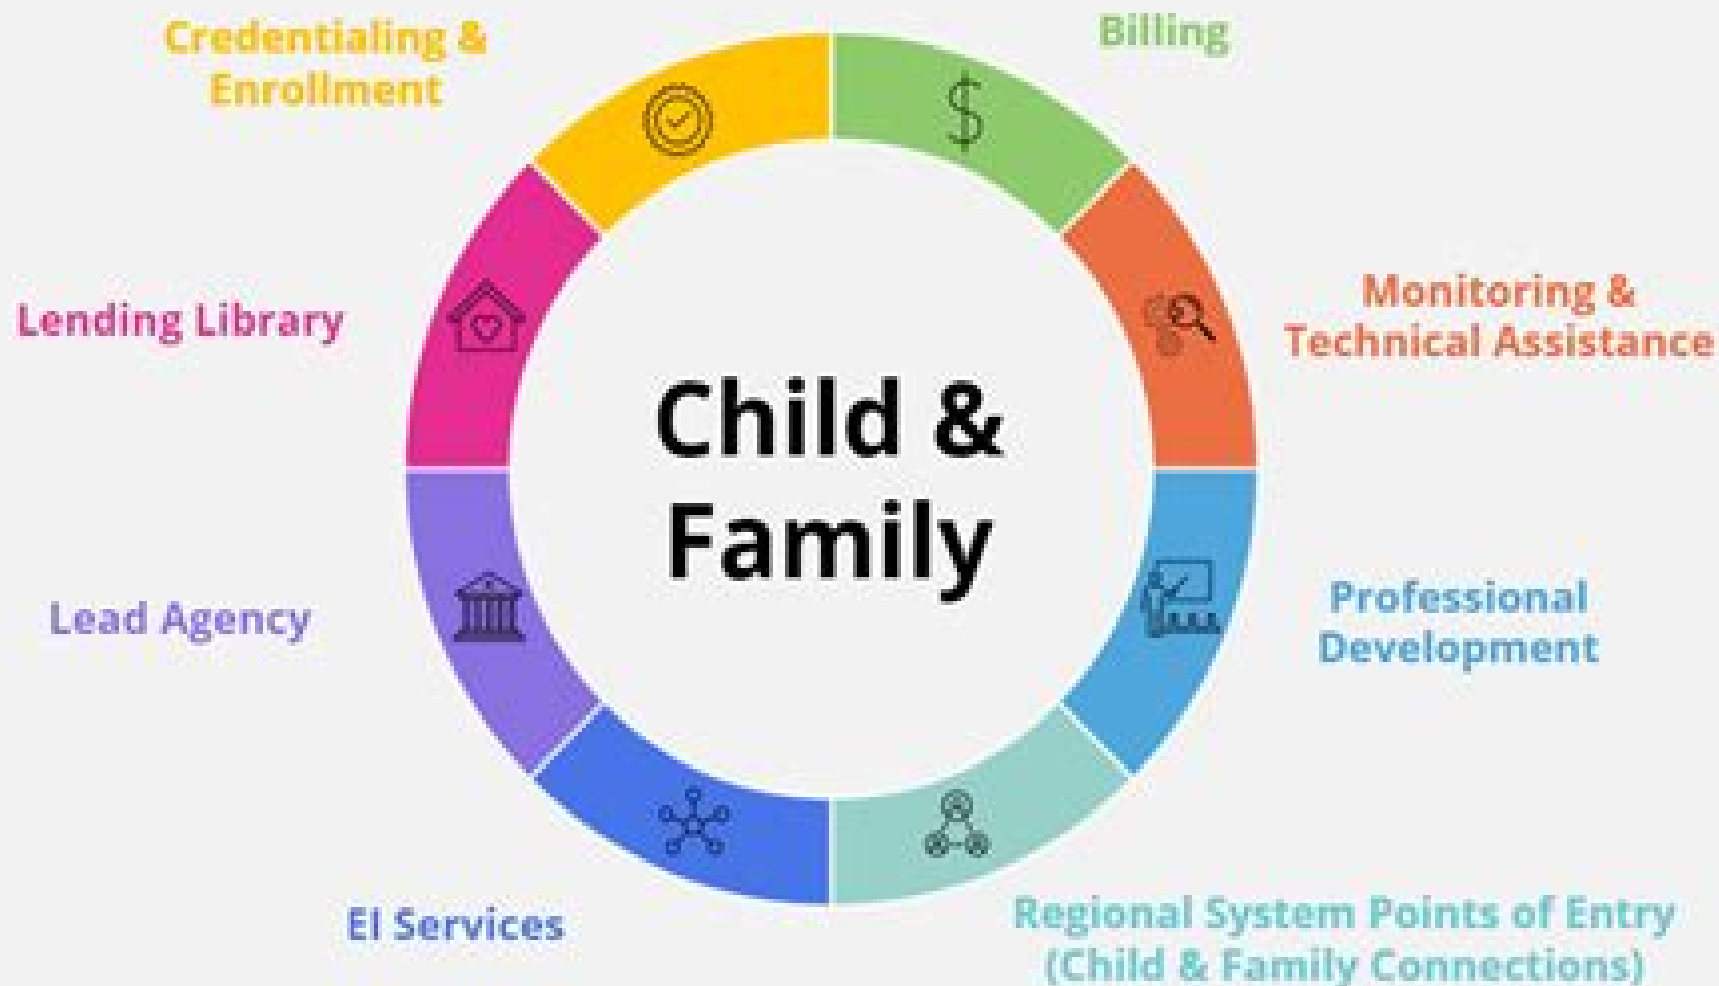 Credentialing &
Enrollment
Billing
Lending Library
Monitoring &
Technical Assistance
Child &
Family
Lead Agency
Professional
Development
EI Services
Regional System Points of Entry
(Child & Family Connections)
$